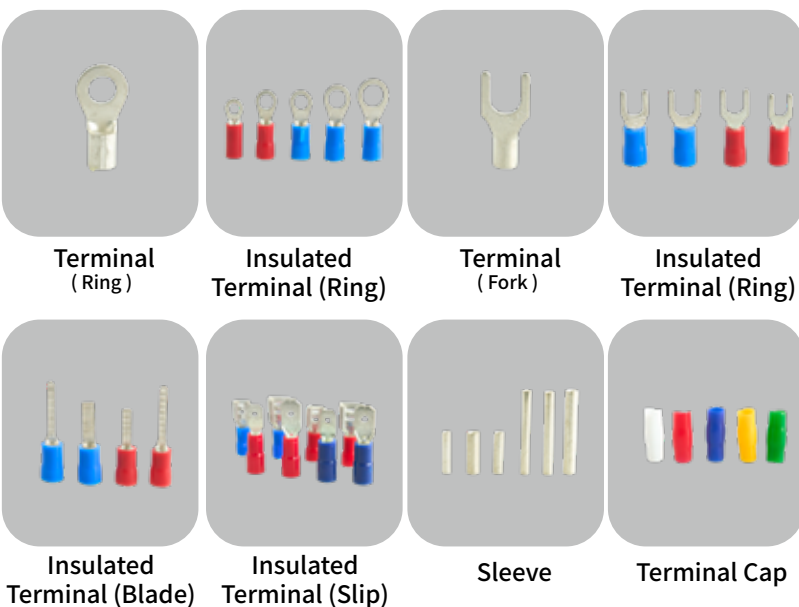 Terminal
( Ring )
Insulated
Terminal (Ring)
Terminal
( Fork )
Insulated
Terminal (Ring)
Insulated
Terminal (Blade)
Insulated
Terminal (Slip)
Sleeve
Terminal Cap